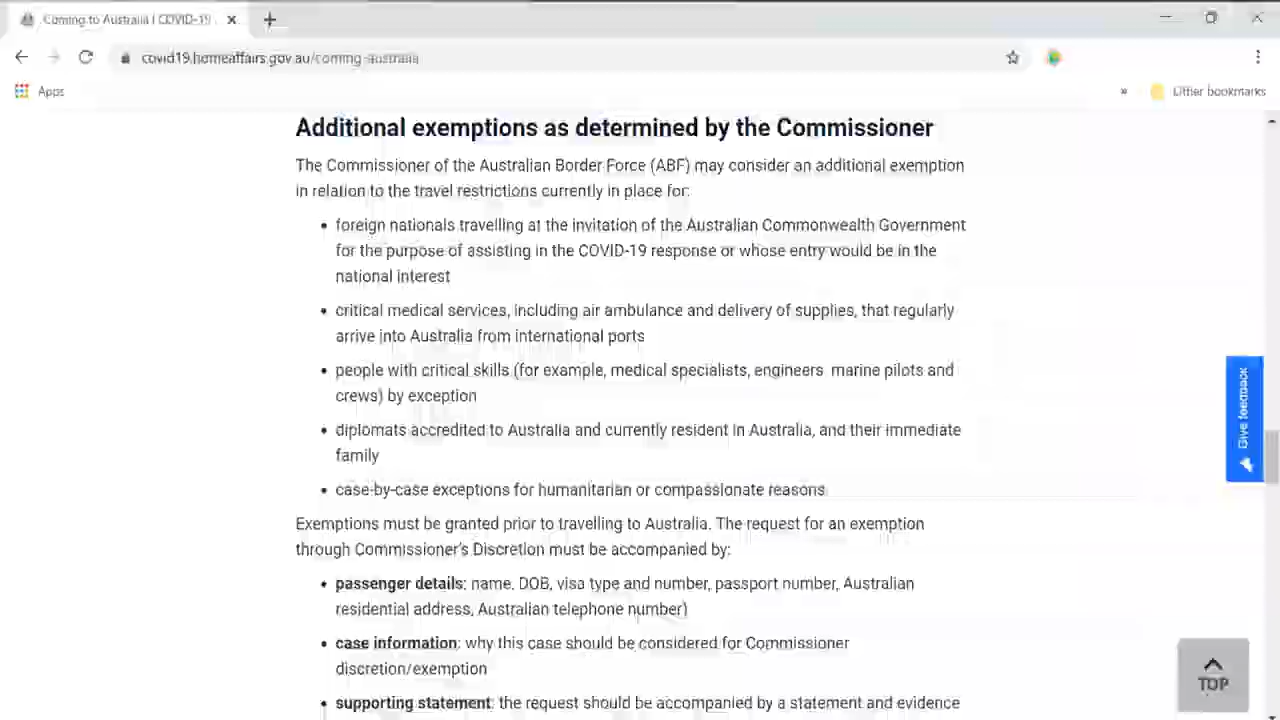 Coming to Australia | COVID-19
covid19.homeaffairs.gov.au/coming-australia
Apps
» Other bookmarks
Additional exemptions as determined by the Commissioner
The Commissioner of the Australian Border Force (ABF) may consider an additional exemption
in relation to the travel restrictions currently in place for:
• foreign nationals travelling at the invitation of the Australian Commonwealth Government
for the purpose of assisting in the COVID-19 response or whose entry would be in the
national interest
• critical medical services, including air ambulance and delivery of supplies, that regularly
arrive into Australia from international ports
• people with critical skills (for example, medical specialists, engineers marine pilots and
crews) by exception
• diplomats accredited to Australia and currently resident in Australia, and their immediate
family
• case-by-case exceptions for humanitarian or compassionate reasons.
Exemptions must be granted prior to travelling to Australia. The request for an exemption
through Commissioner's Discretion must be accompanied by:
• passenger details: name, DOB, visa type and number, passport number, Australian
residential address, Australian telephone number)
• case information: why this case should be considered for Commissioner
discretion/exemption
• supporting statement: the request should be accompanied by a statement and evidence
Give feedback
TOP